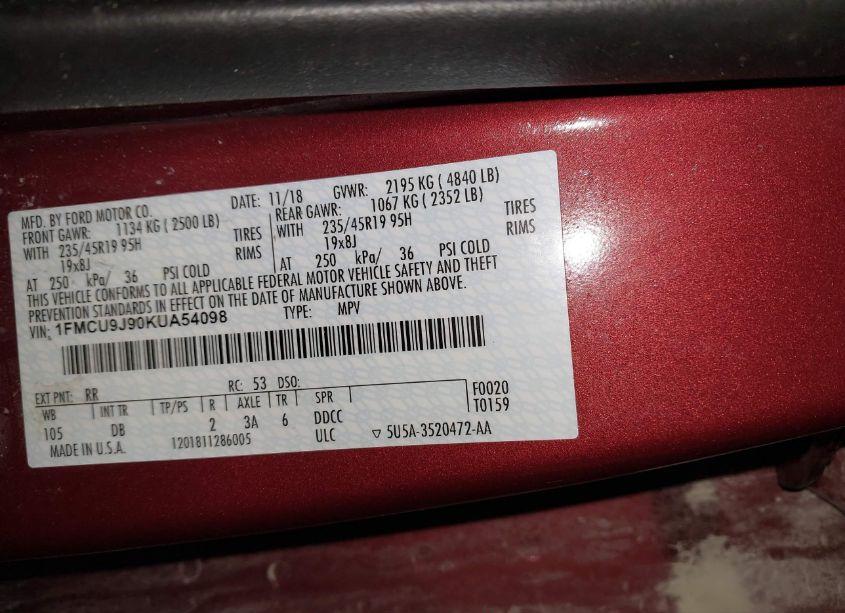 MFD. BY FORD MOTOR CO. DATE: 11/18 GVWR: 2195 KG ( 4840 LB)
FRONT GAWR: 1134 KG ( 2500 LB) REAR GAWR: 1067 KG ( 2352 LB)
WITH 235/45R19 95H TIRES WITH 235/45R19 95H TIRES
19x8J RIMS 19x8J RIMS
AT 250 kPa/ 36 PSI COLD AT 250 kPa/ 36 PSI COLD
THIS VEHICLE CONFORMS TO ALL APPLICABLE FEDERAL MOTOR VEHICLE SAFETY AND THEFT
PREVENTION STANDARDS IN EFFECT ON THE DATE OF MANUFACTURE SHOWN ABOVE.
VIN: 1FMCU9J90KUA54098 TYPE: MPV
EXT PNT: RR RC: 53 DSO: F0020
WB INT TR TP/PS R AXLE TR SPR T0159
105 DB 2 3A 6 DDCC
MADE IN U.S.A. 1201811286005 ULC ▽ 5U5A-3520472-AA